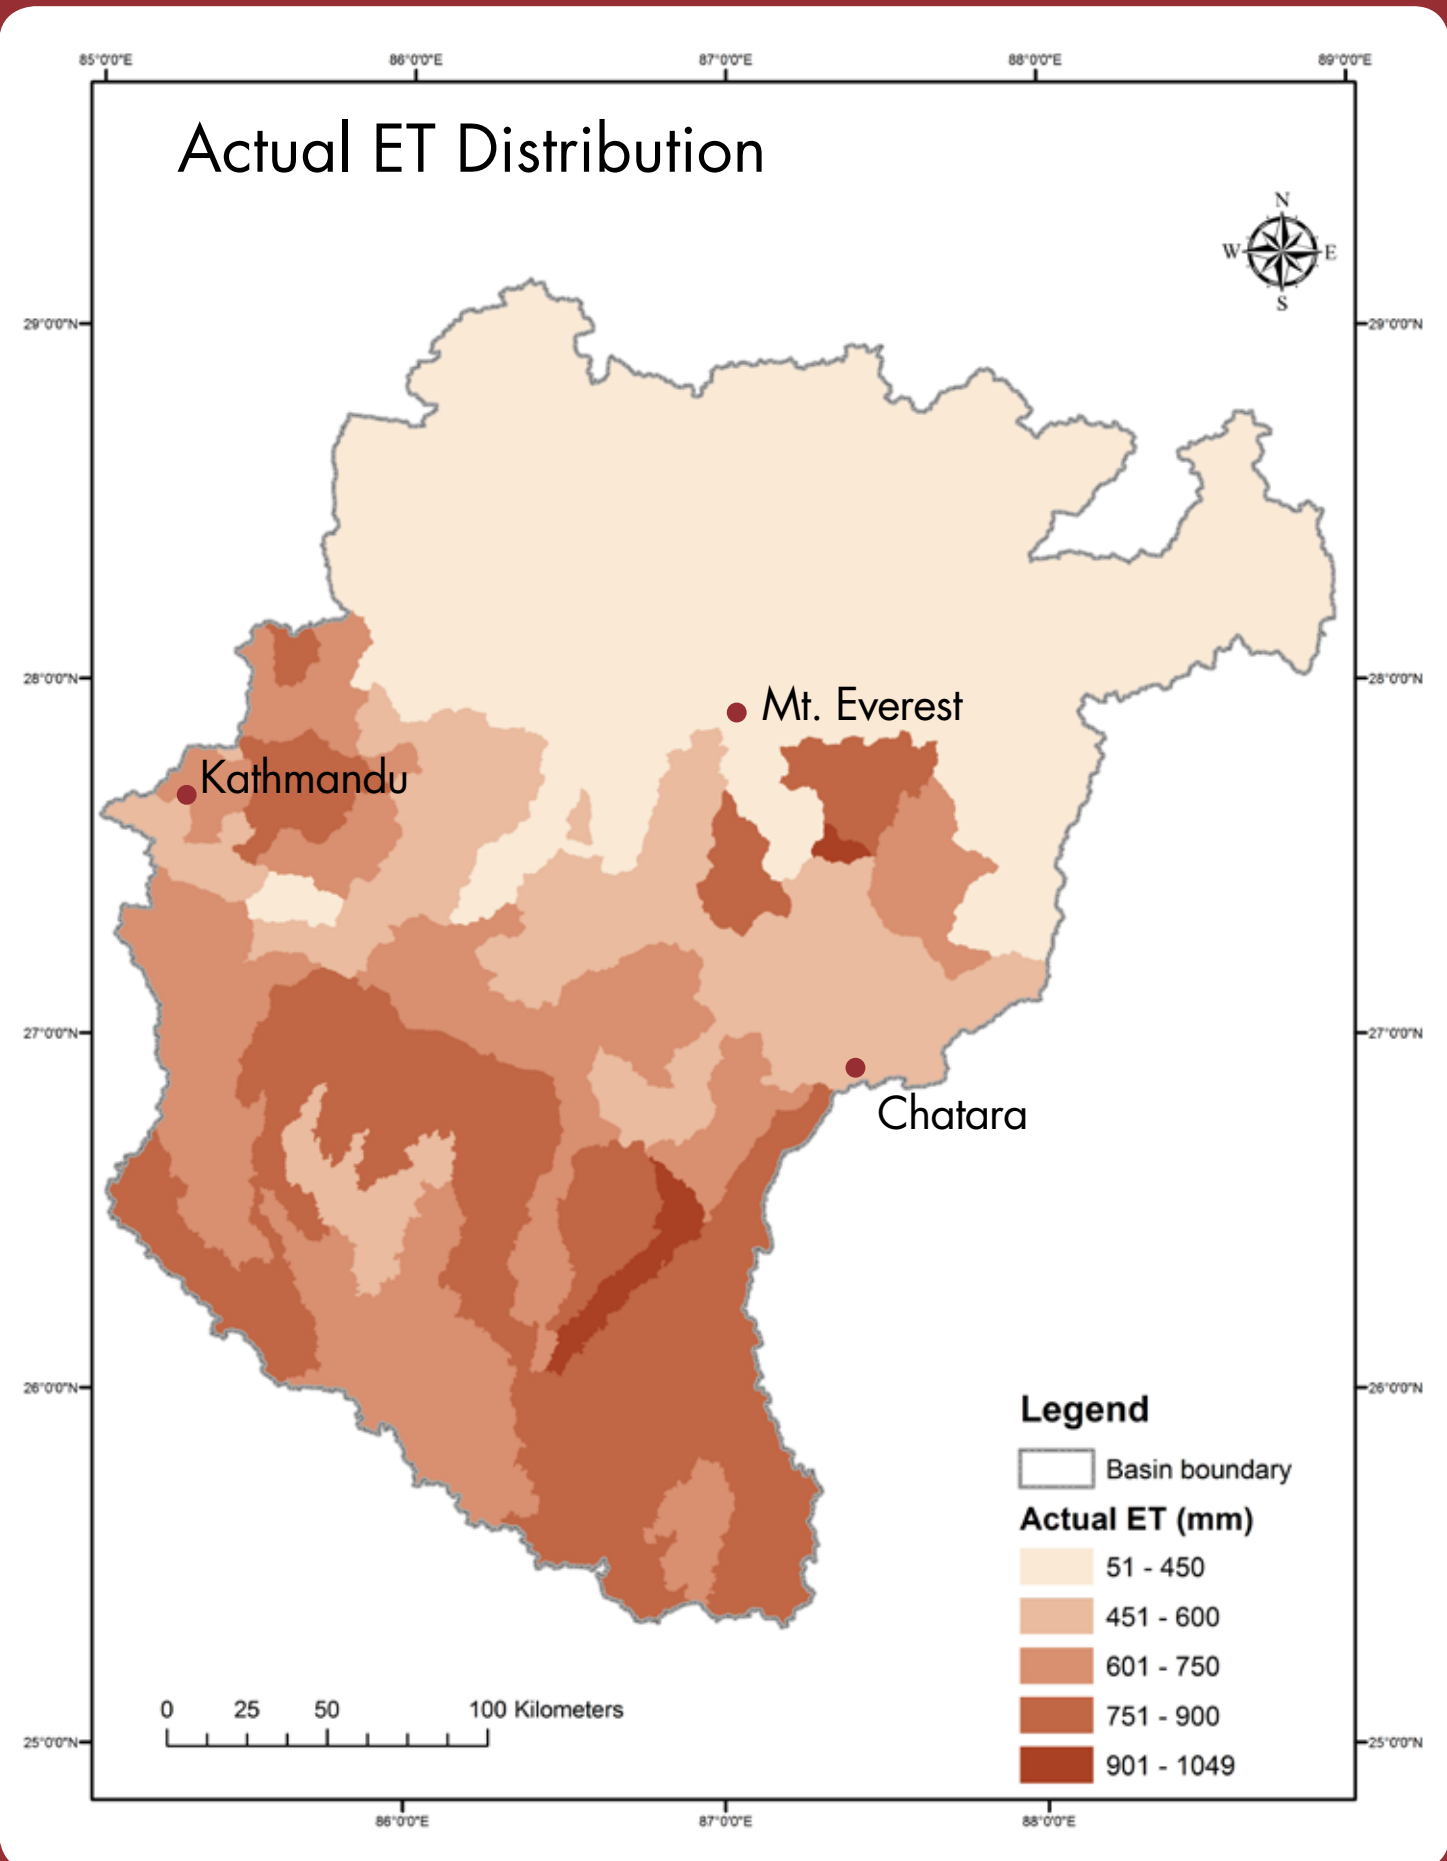 85°0'0"E 86°0'0"E 87°0'0"E 88°0'0"E 89°0'0"E
Actual ET Distribution
N
W E
S
29°0'0"N 29°0'0"N
28°0'0"N 28°0'0"N
Mt. Everest
Kathmandu
27°0'0"N 27°0'0"N
Chatara
26°0'0"N 26°0'0"N
Legend
Basin boundary
Actual ET (mm)
51 - 450
451 - 600
601 - 750
751 - 900
901 - 1049
0 25 50 100 Kilometers
25°0'0"N 25°0'0"N
86°0'0"E 87°0'0"E 88°0'0"E